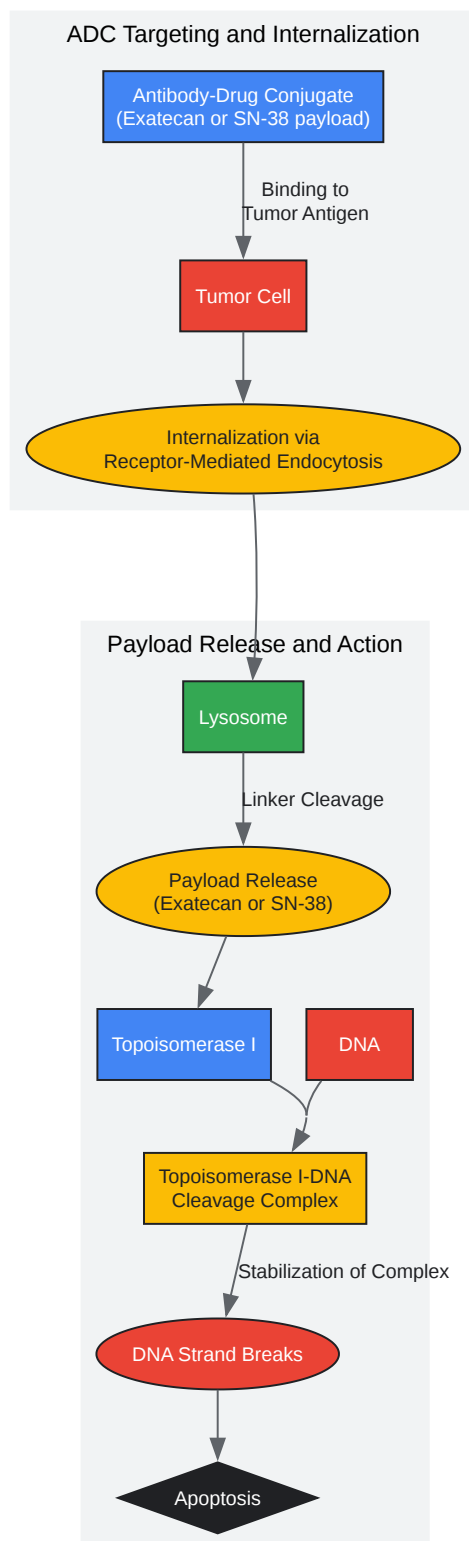 ADC Targeting and Internalization
Antibody-Drug Conjugate
(Exatecan or SN-38 payload)
Binding to
Tumor Antigen
Tumor Cell
Internalization via
Receptor-Mediated Endocytosis
Payload Release and Action
Lysosome
Linker Cleavage
Payload Release
(Exatecan or SN-38)
Topoisomerase I
DNA
Topoisomerase I-DNA
Cleavage Complex
Stabilization of Complex
DNA Strand Breaks
Apoptosis